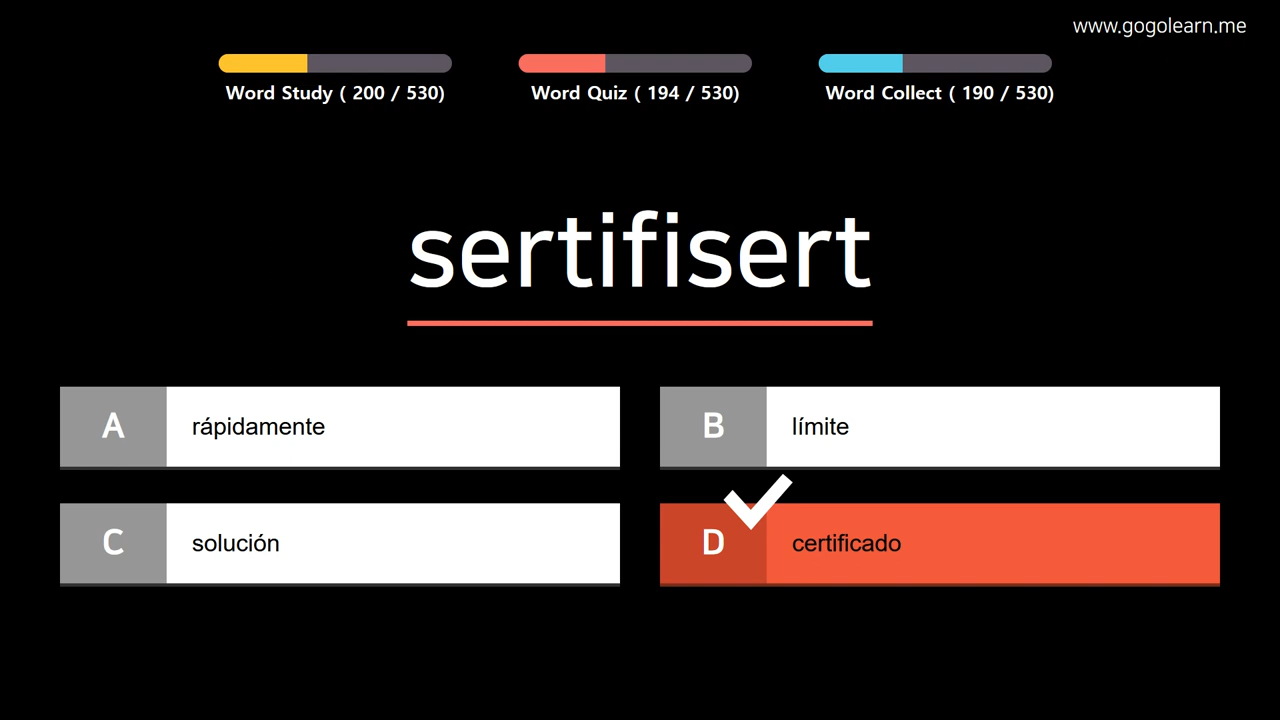 www.gogolearn.me
Word Study ( 200 / 530)
Word Quiz ( 194 / 530)
Word Collect ( 190 / 530)
sertifisert
A rápidamente
B límite
C solución
D certificado